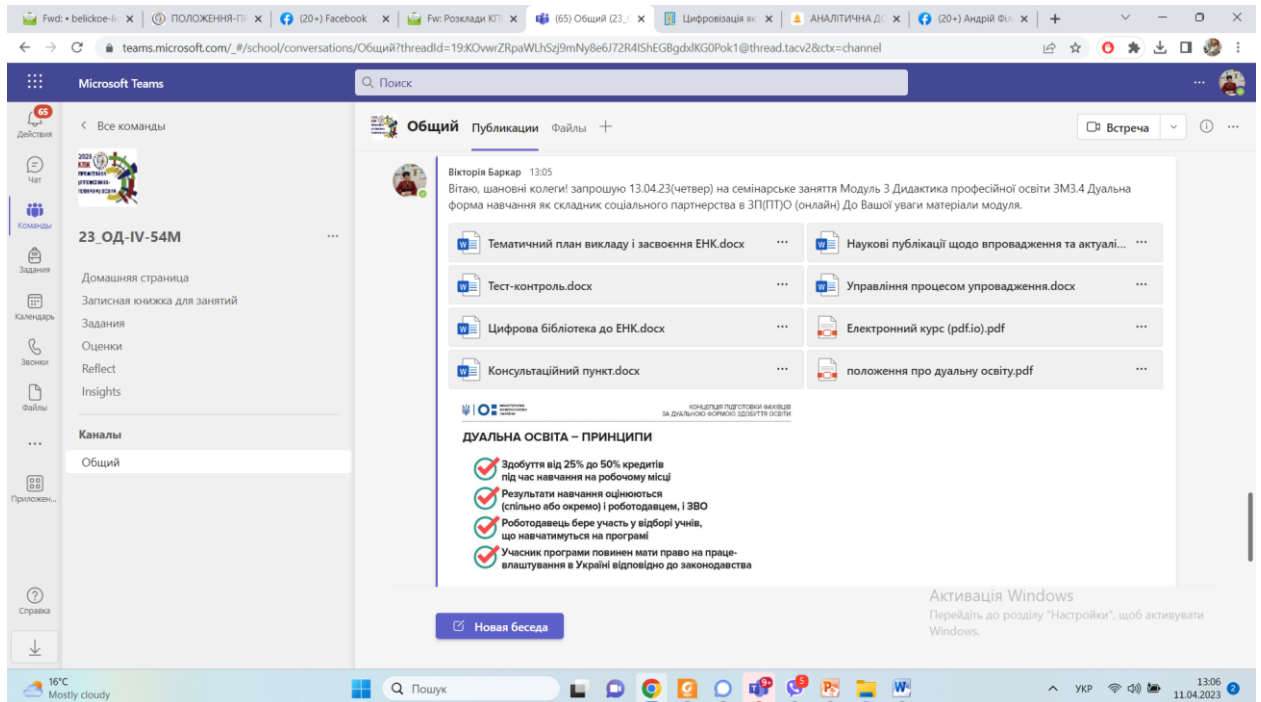 Fwd: • belickoe-li
ПОЛОЖЕННЯ-П
(20+) Facebook
Fw: Розклади КП
(65) Общий (23_
Цифровізація як
АНАЛІТИЧНА ДО
(20+) Андрій Філ
teams.microsoft.com/_#/school/conversations/Общий?threadId=19:KOvwrZRpaWLhSzj9mNy8e6J72R4IShEGBgdxlKG0Pok1@thread.tacv2&ctx=channel
Microsoft Teams
Поиск
65
Действия
Чат
Команды
Задания
Календарь
Звонки
Файлы
Приложен...
Справка
Все команды
23_ОД-IV-54М
Домашняя страница
Записная книжка для занятий
Задания
Оценки
Reflect
Insights
Каналы
Общий
Общий Публикации Файлы
Встреча
Вікторія Баркар 13:05
Вітаю, шановні колеги! запрошую 13.04.23(четвер) на семінарське заняття Модуль 3 Дидактика професійної освіти ЗМ3.4 Дуальна
форма навчання як складник соціального партнерства в ЗП(ПТ)О (онлайн) До Вашої уваги матеріали модуля.
Тематичний план викладу і засвоєння ЕНК.docx
Наукові публікації щодо впровадження та актуалі...
Тест-контроль.docx
Управління процесом упровадження.docx
Цифрова бібліотека до ЕНК.docx
Електронний курс (pdf.io).pdf
Консультаційний пункт.docx
положення про дуальну освіту.pdf
КОНЦЕПЦІЯ ПІДГОТОВКИ ФАХІВЦІВ
ЗА ДУАЛЬНОЮ ФОРМОЮ ЗДОБУТТЯ ОСВІТИ
ДУАЛЬНА ОСВІТА – ПРИНЦИПИ
Здобуття від 25% до 50% кредитів
під час навчання на робочому місці
Результати навчання оцінюються
(спільно або окремо) і роботодавцем, і ЗВО
Роботодавець бере участь у відборі учнів,
що навчатимуться на програмі
Учасник програми повинен мати право на праце-
влаштування в Україні відповідно до законодавства
Новая беседа
Активація Windows
Перейдіть до розділу "Настройки", щоб активувати
Windows.
16°C
Mostly cloudy
Пошук
9+
5
УКР
13:06
11.04.2023
2